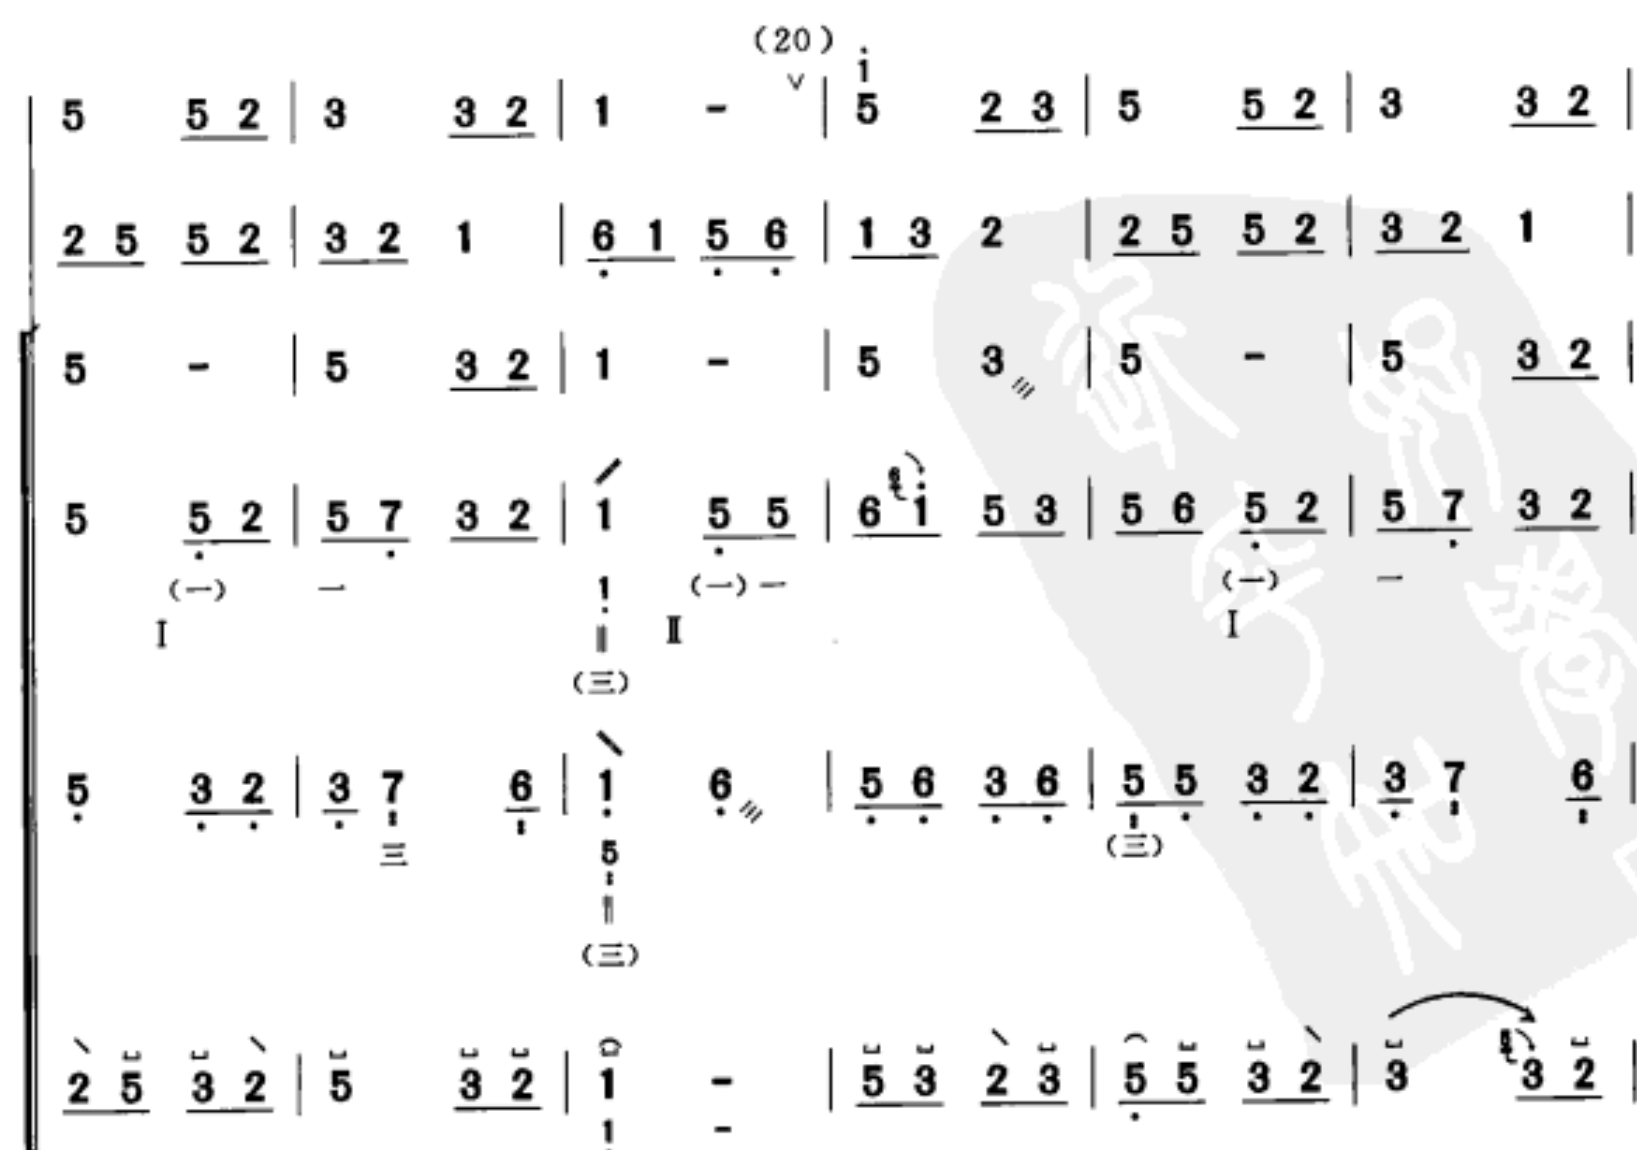 (20)
i
5 5 2 | 3 3 2 | 1 - ∨ | 5 2 3 | 5 5 2 | 3 3 2 |
2 5 5 2 | 3 2 1 | 6 1 5 6 | 1 3 2 | 2 5 5 2 | 3 2 1 |
5 - | 5 3 2 | 1 - | 5 3 | 5 - | 5 3 2 |
5 5 2 | 5 7 3 2 | 1 5 5 | 6 i 5 3 | 5 6 5 2 | 5 7 3 2 |
(一) 一 1 (一) 一 (一) 一
I Ⅱ I
(三)
5 3 2 | 3 7 6 | 1 6 | 5 6 3 6 | 5 5 3 2 | 3 7 6 |
三 5 (三)
(三)
2 5 3 2 | 5 3 2 | 1 - | 5 3 2 3 | 5 5 3 2 | 3 3 2 |
1 -